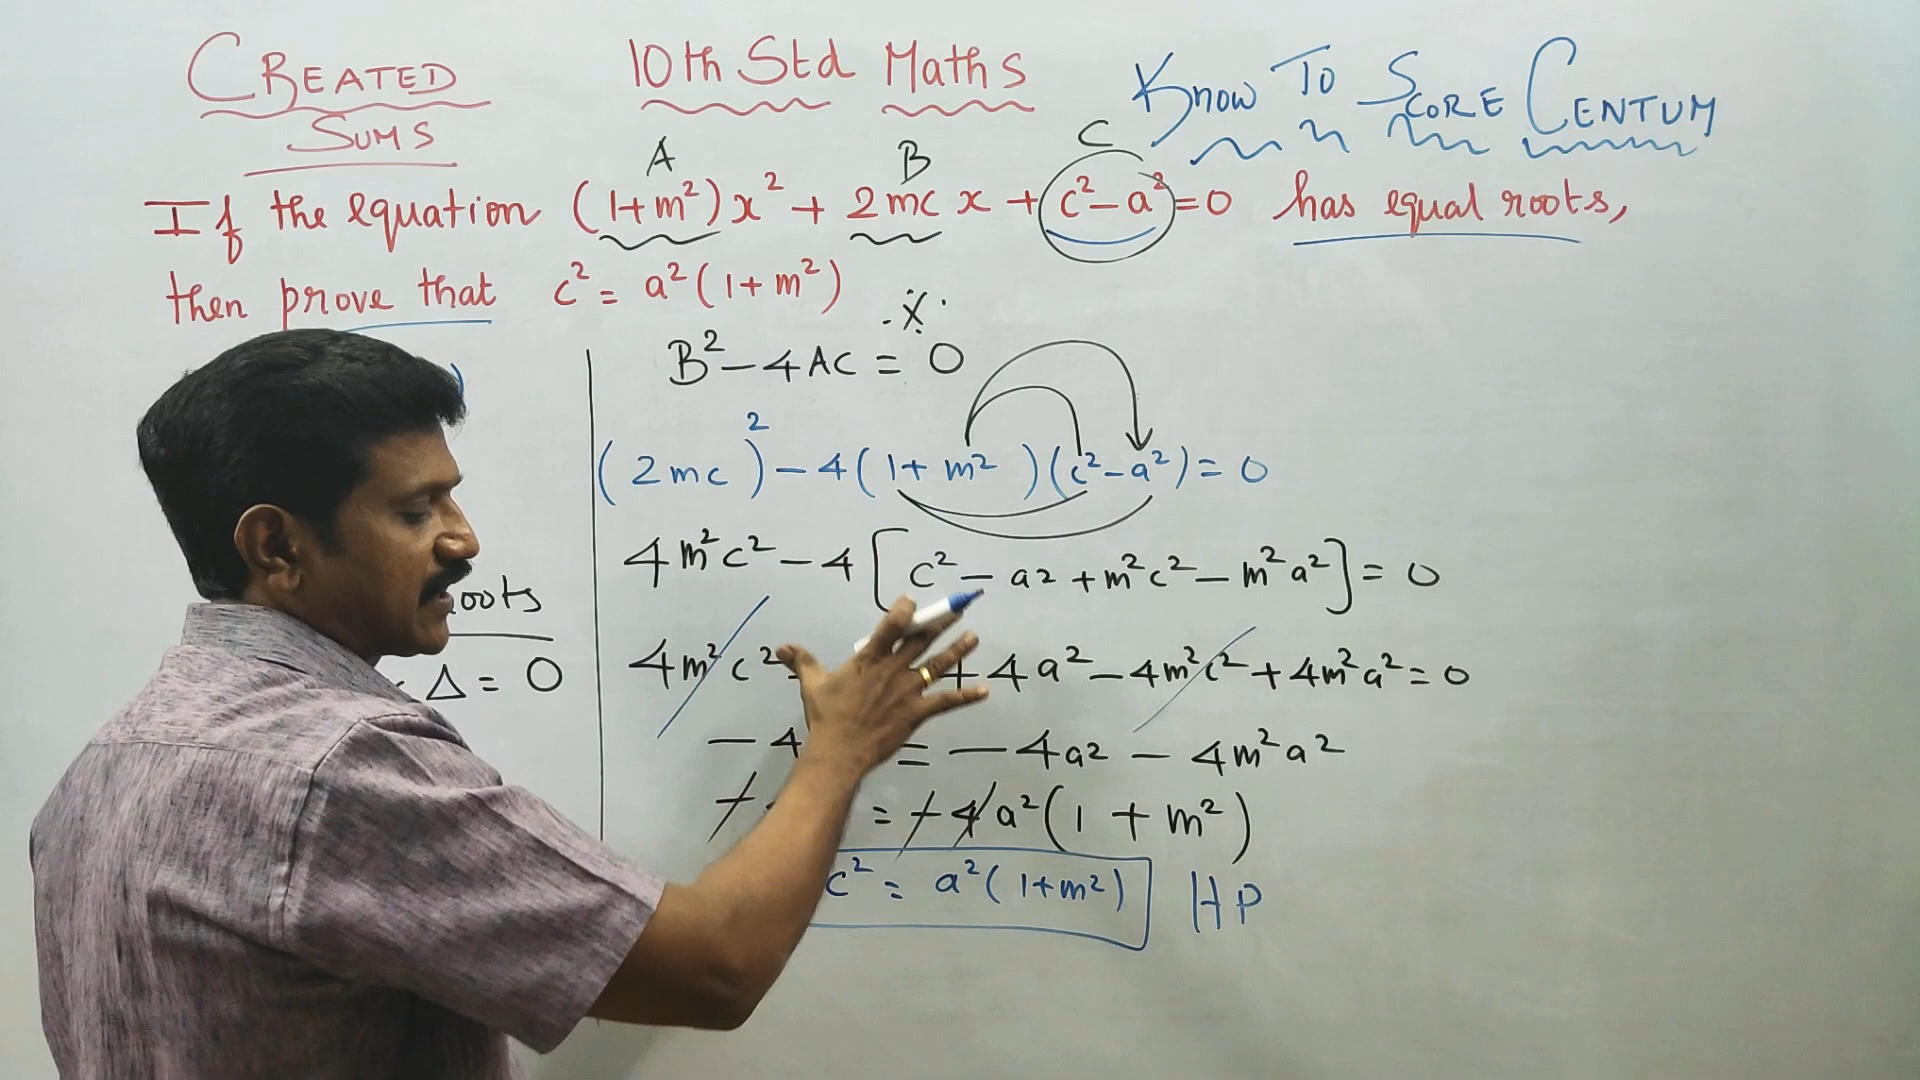 CREATED SUMS
10th Std Maths
Know To SCORE CENTUM
A B C
If the equation (1+m²)x² + 2mc x + c²-a² = 0 has equal roots,
then prove that c² = a²(1+m²)
B² - 4AC = 0
(2mc)² - 4(1+m²)(c²-a²) = 0
4m²c² - 4[c² - a2 + m²c² - m²a²] = 0
oots
Δ = 0
4m²c² - + 4a² - 4m²c² + 4m²a² = 0
-4 = -4a2 - 4m²a2
- = -4a²(1+m²)
c² = a²(1+m²) HP